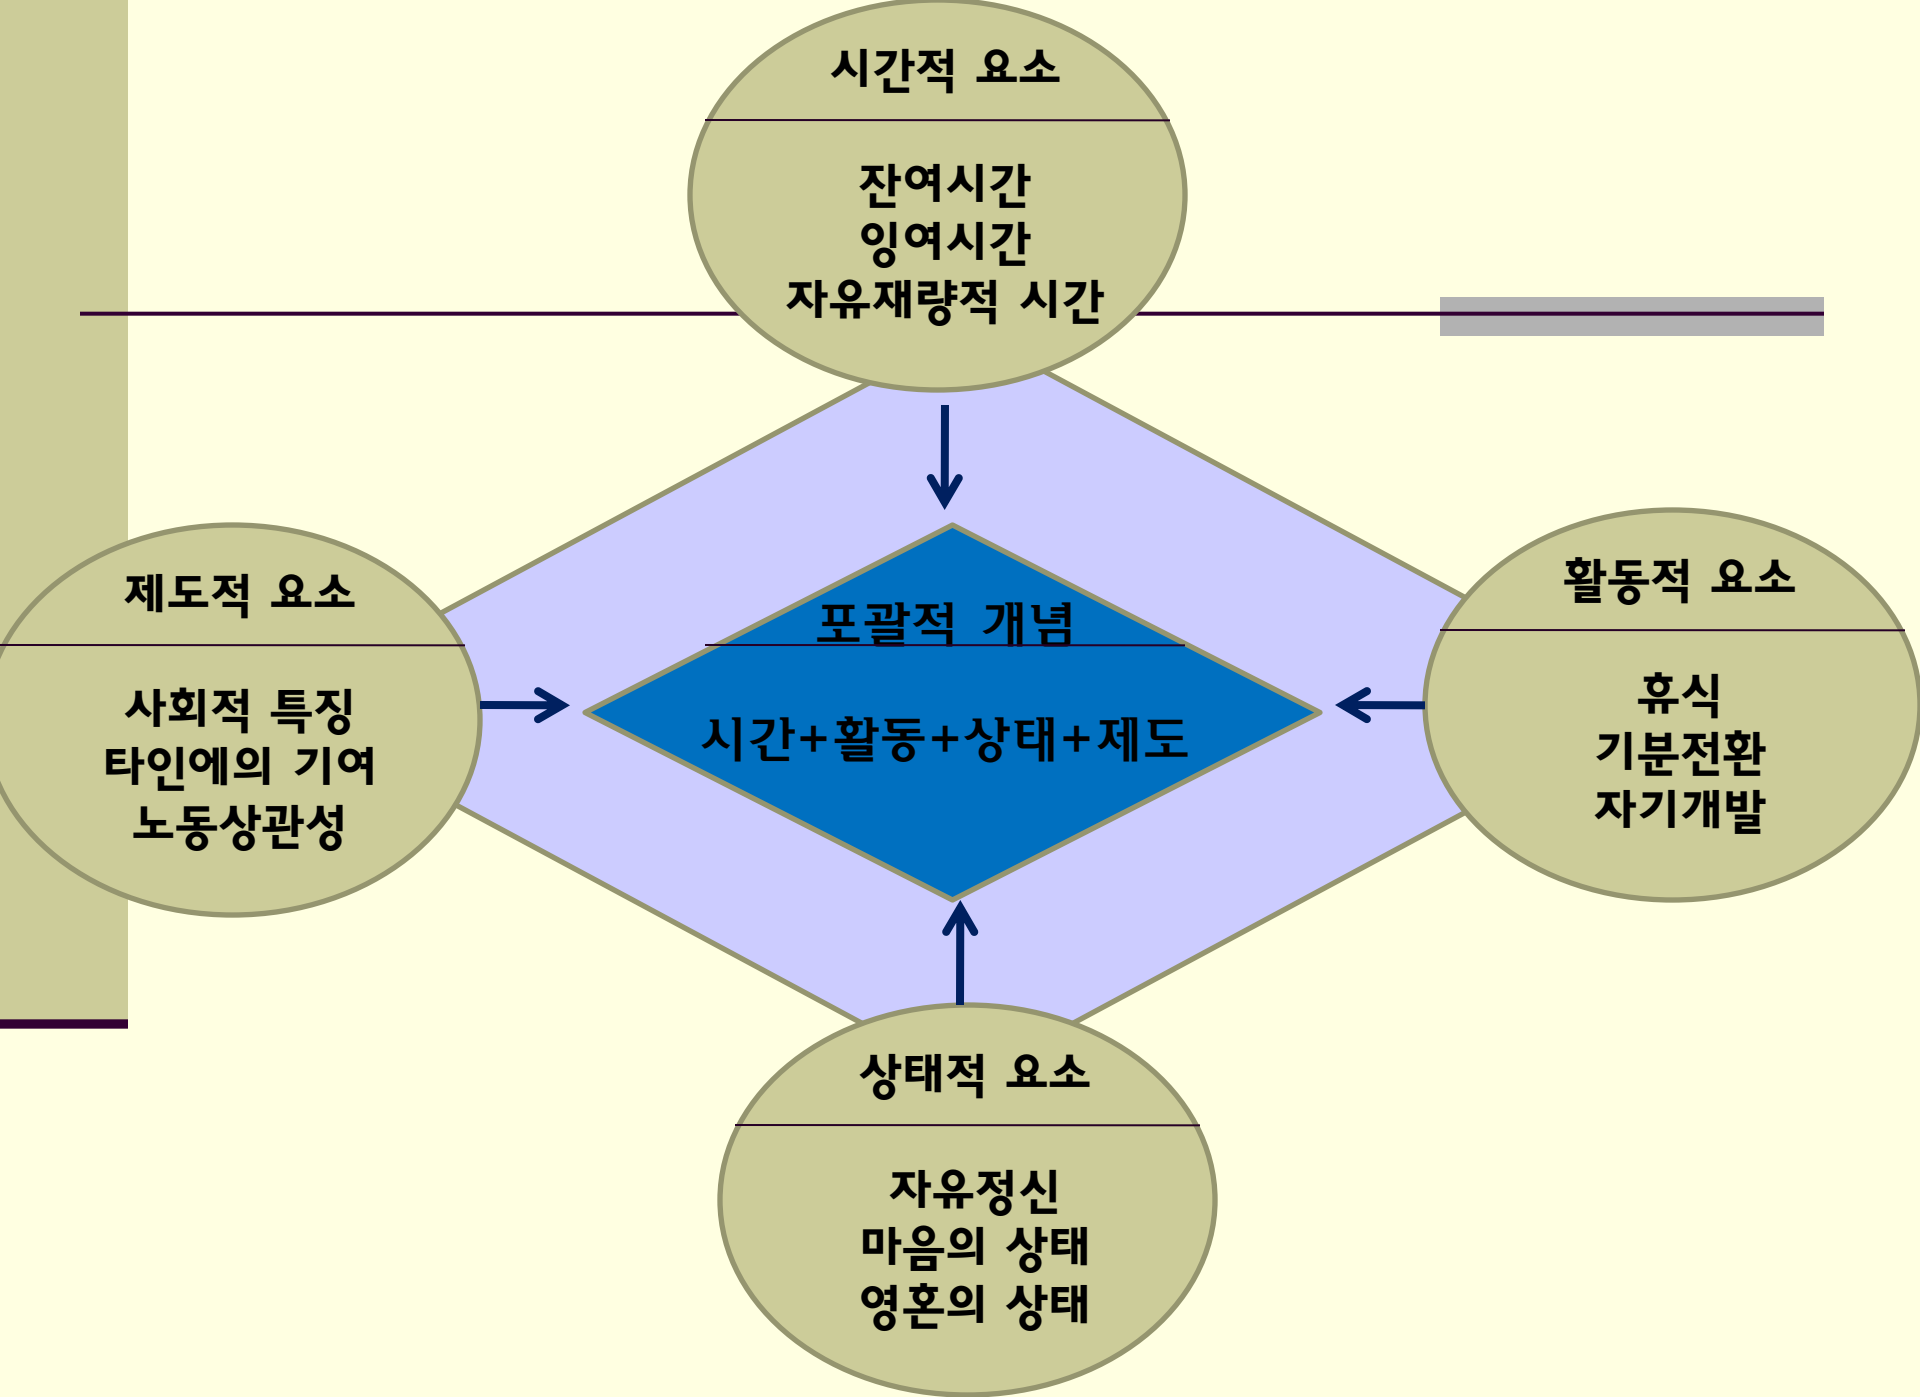 시간적 요소
잔여시간
잉여시간
자유재량적 시간
제도적 요소
사회적 특징
타인에의 기여
노동상관성
포괄적 개념
시간+활동+상태+제도
활동적 요소
휴식
기분전환
자기개발
상태적 요소
자유정신
마음의 상태
영혼의 상태